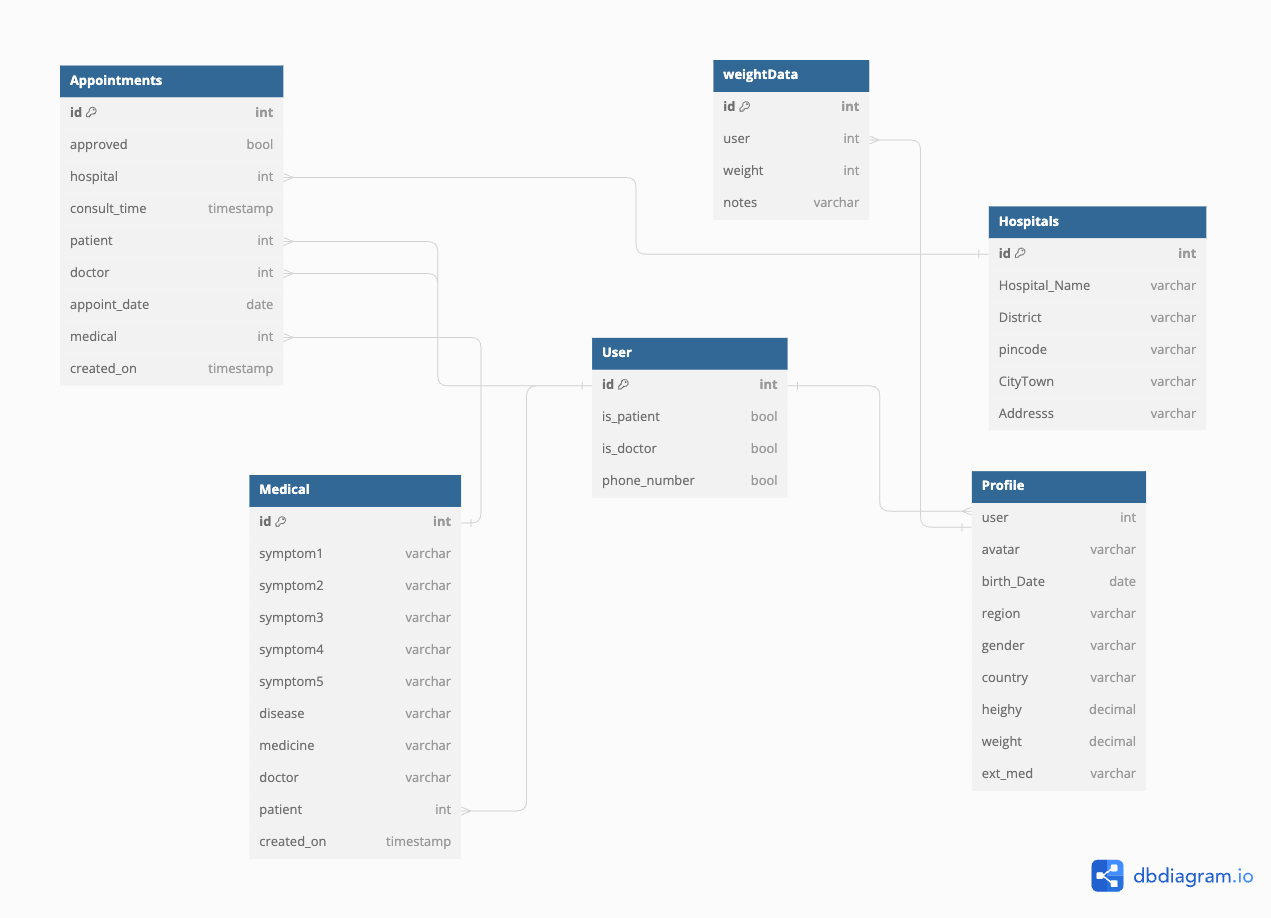 Appointments
id int
approved bool
hospital int
consult_time timestamp
patient int
doctor int
appoint_date date
medical int
created_on timestamp
weightData
id int
user int
weight int
notes varchar
Hospitals
id int
Hospital_Name varchar
District varchar
pincode varchar
CityTown varchar
Addresss varchar
User
id int
is_patient bool
is_doctor bool
phone_number bool
Medical
id int
symptom1 varchar
symptom2 varchar
symptom3 varchar
symptom4 varchar
symptom5 varchar
disease varchar
medicine varchar
doctor varchar
patient int
created_on timestamp
Profile
user int
avatar varchar
birth_Date date
region varchar
gender varchar
country varchar
heighy decimal
weight decimal
ext_med varchar
dbdiagram.io